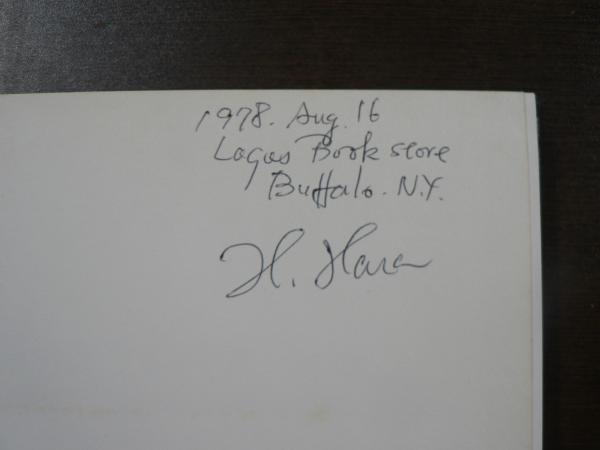 1978. Aug. 16
Logos Book store
Buffalo. N.Y.
H. Hara